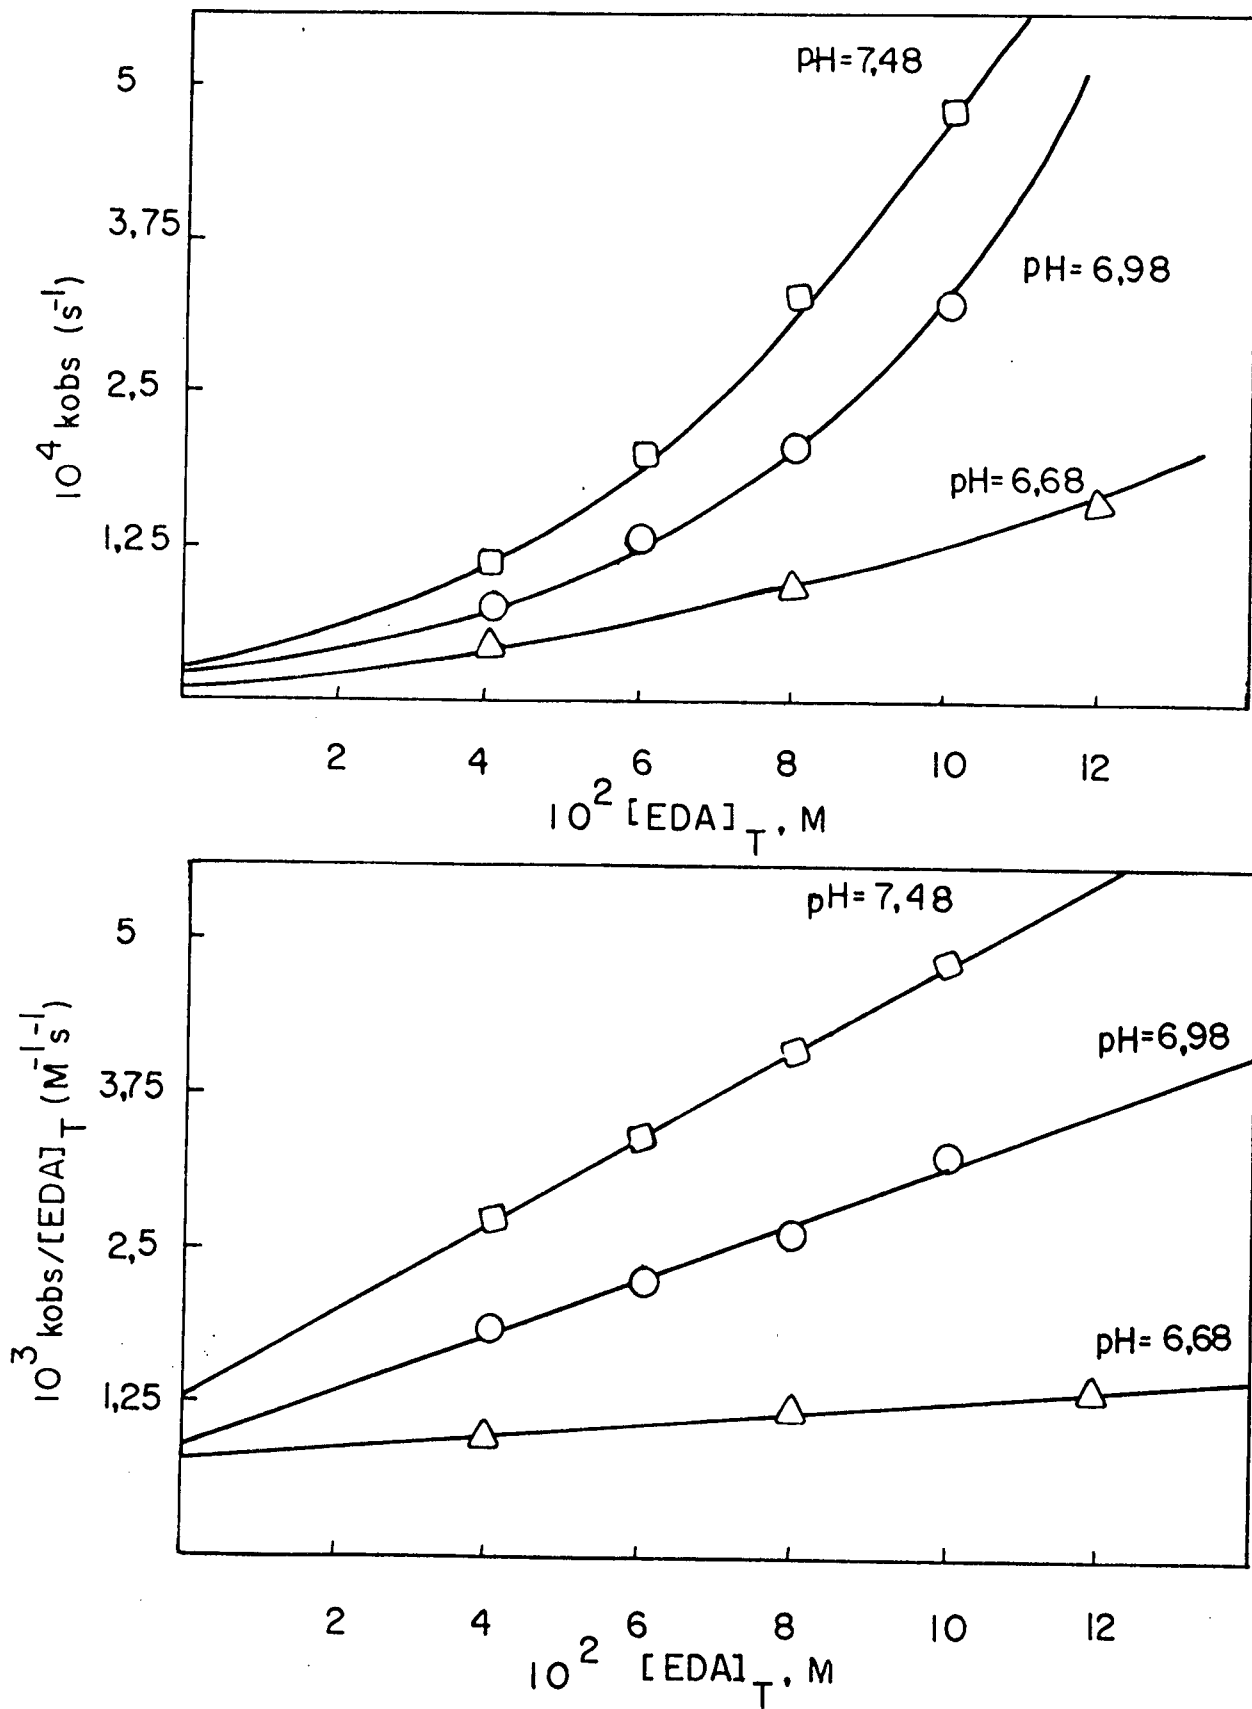 5
3,75
2,5
1,25
10⁴ kobs (s⁻¹)
pH=7,48
pH=6,98
pH=6,68
2 4 6 8 10 12
10² [EDA]T, M
5
3,75
2,5
1,25
10³ kobs/[EDA]T (M⁻¹s⁻¹)
pH=7,48
pH=6,98
pH=6,68
2 4 6 8 10 12
10² [EDA]T, M